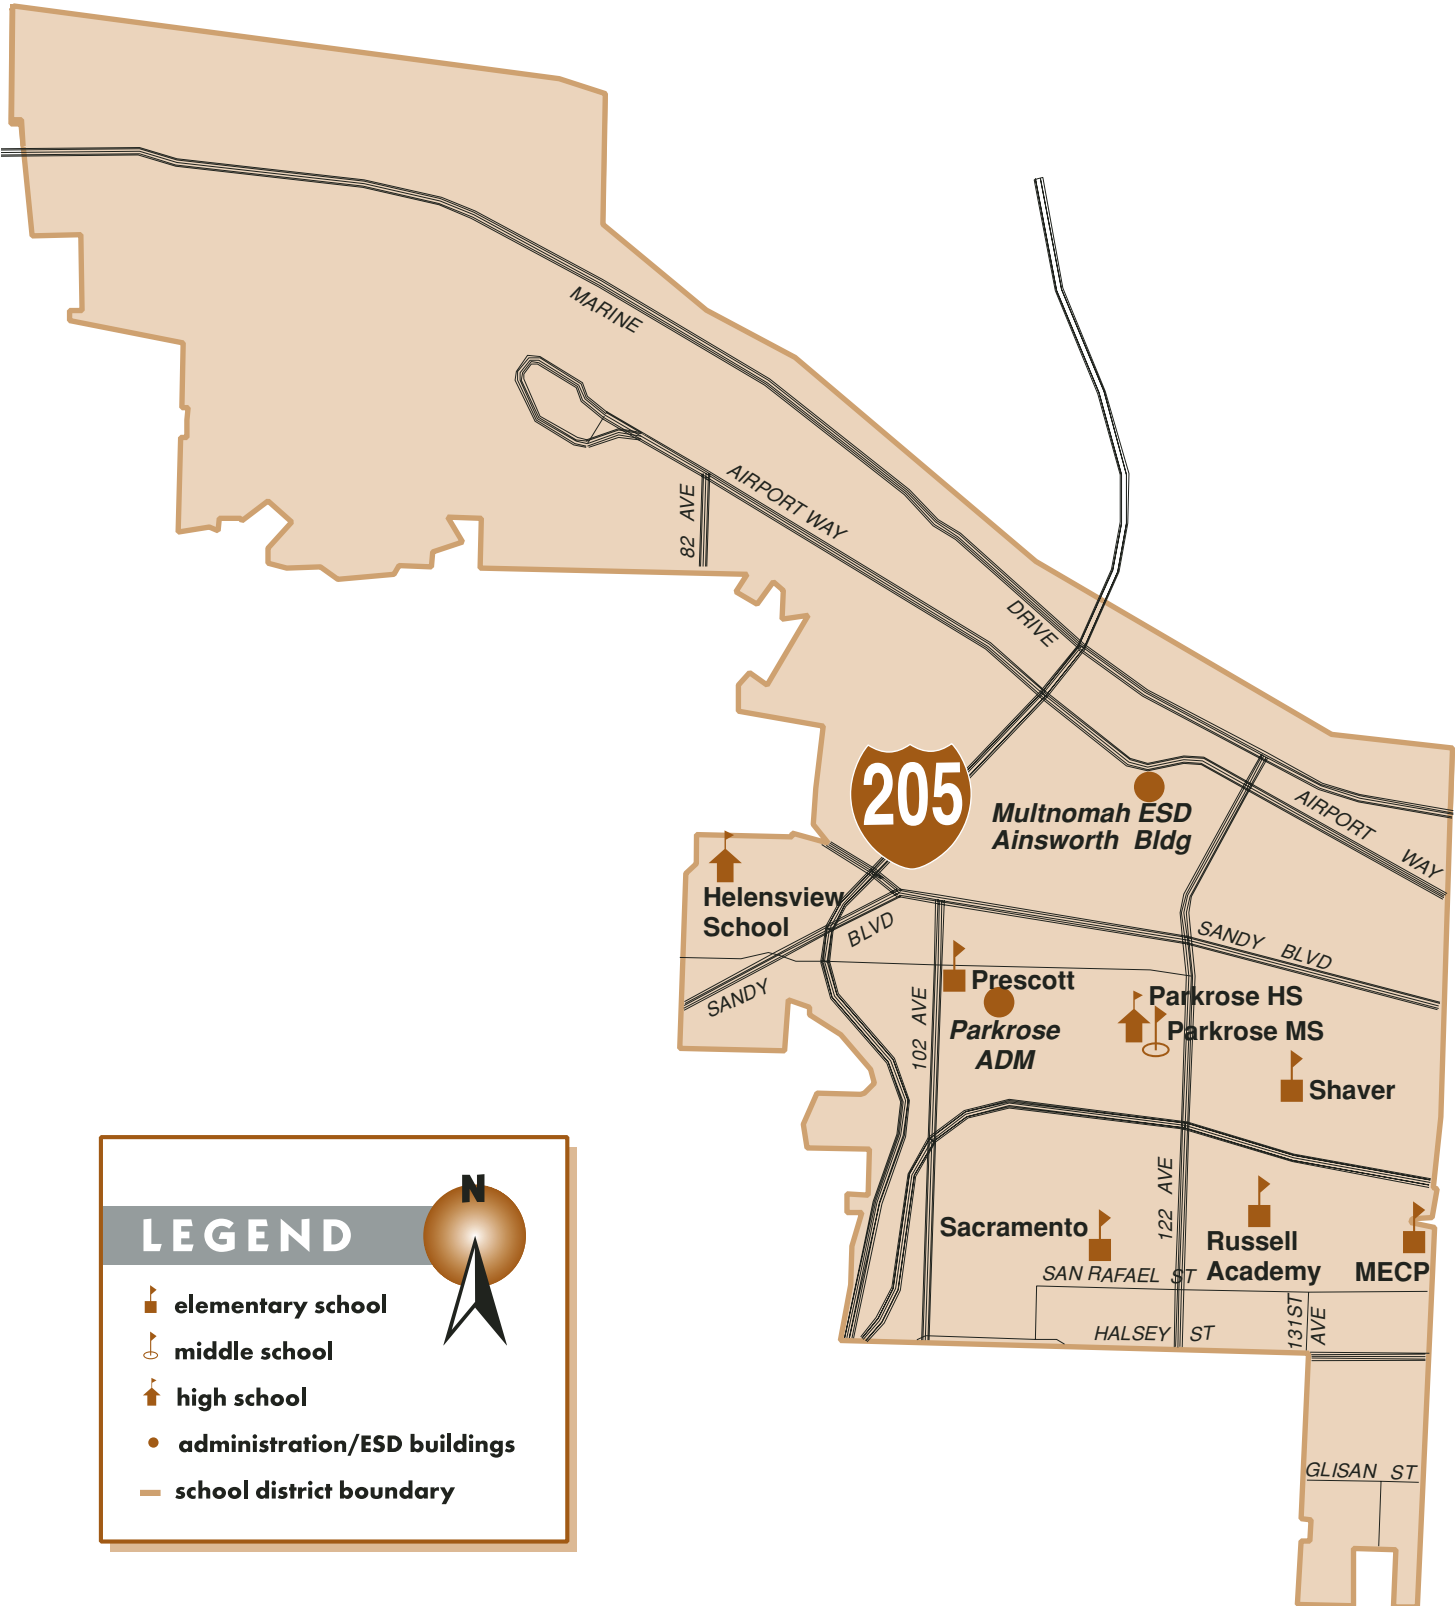 MARINE
AIRPORT WAY
82 AVE
DRIVE
205
Multnomah ESD
Ainsworth Bldg
AIRPORT
WAY
Helensview
School
BLVD
SANDY
SANDY BLVD
Prescott
Parkrose HS
Parkrose MS
102 AVE
Parkrose
ADM
Shaver
122 AVE
Sacramento
Russell
Academy
MECP
SAN RAFAEL ST
131ST
AVE
HALSEY ST
GLISAN ST
N
LEGEND
elementary school
middle school
high school
administration/ESD buildings
school district boundary